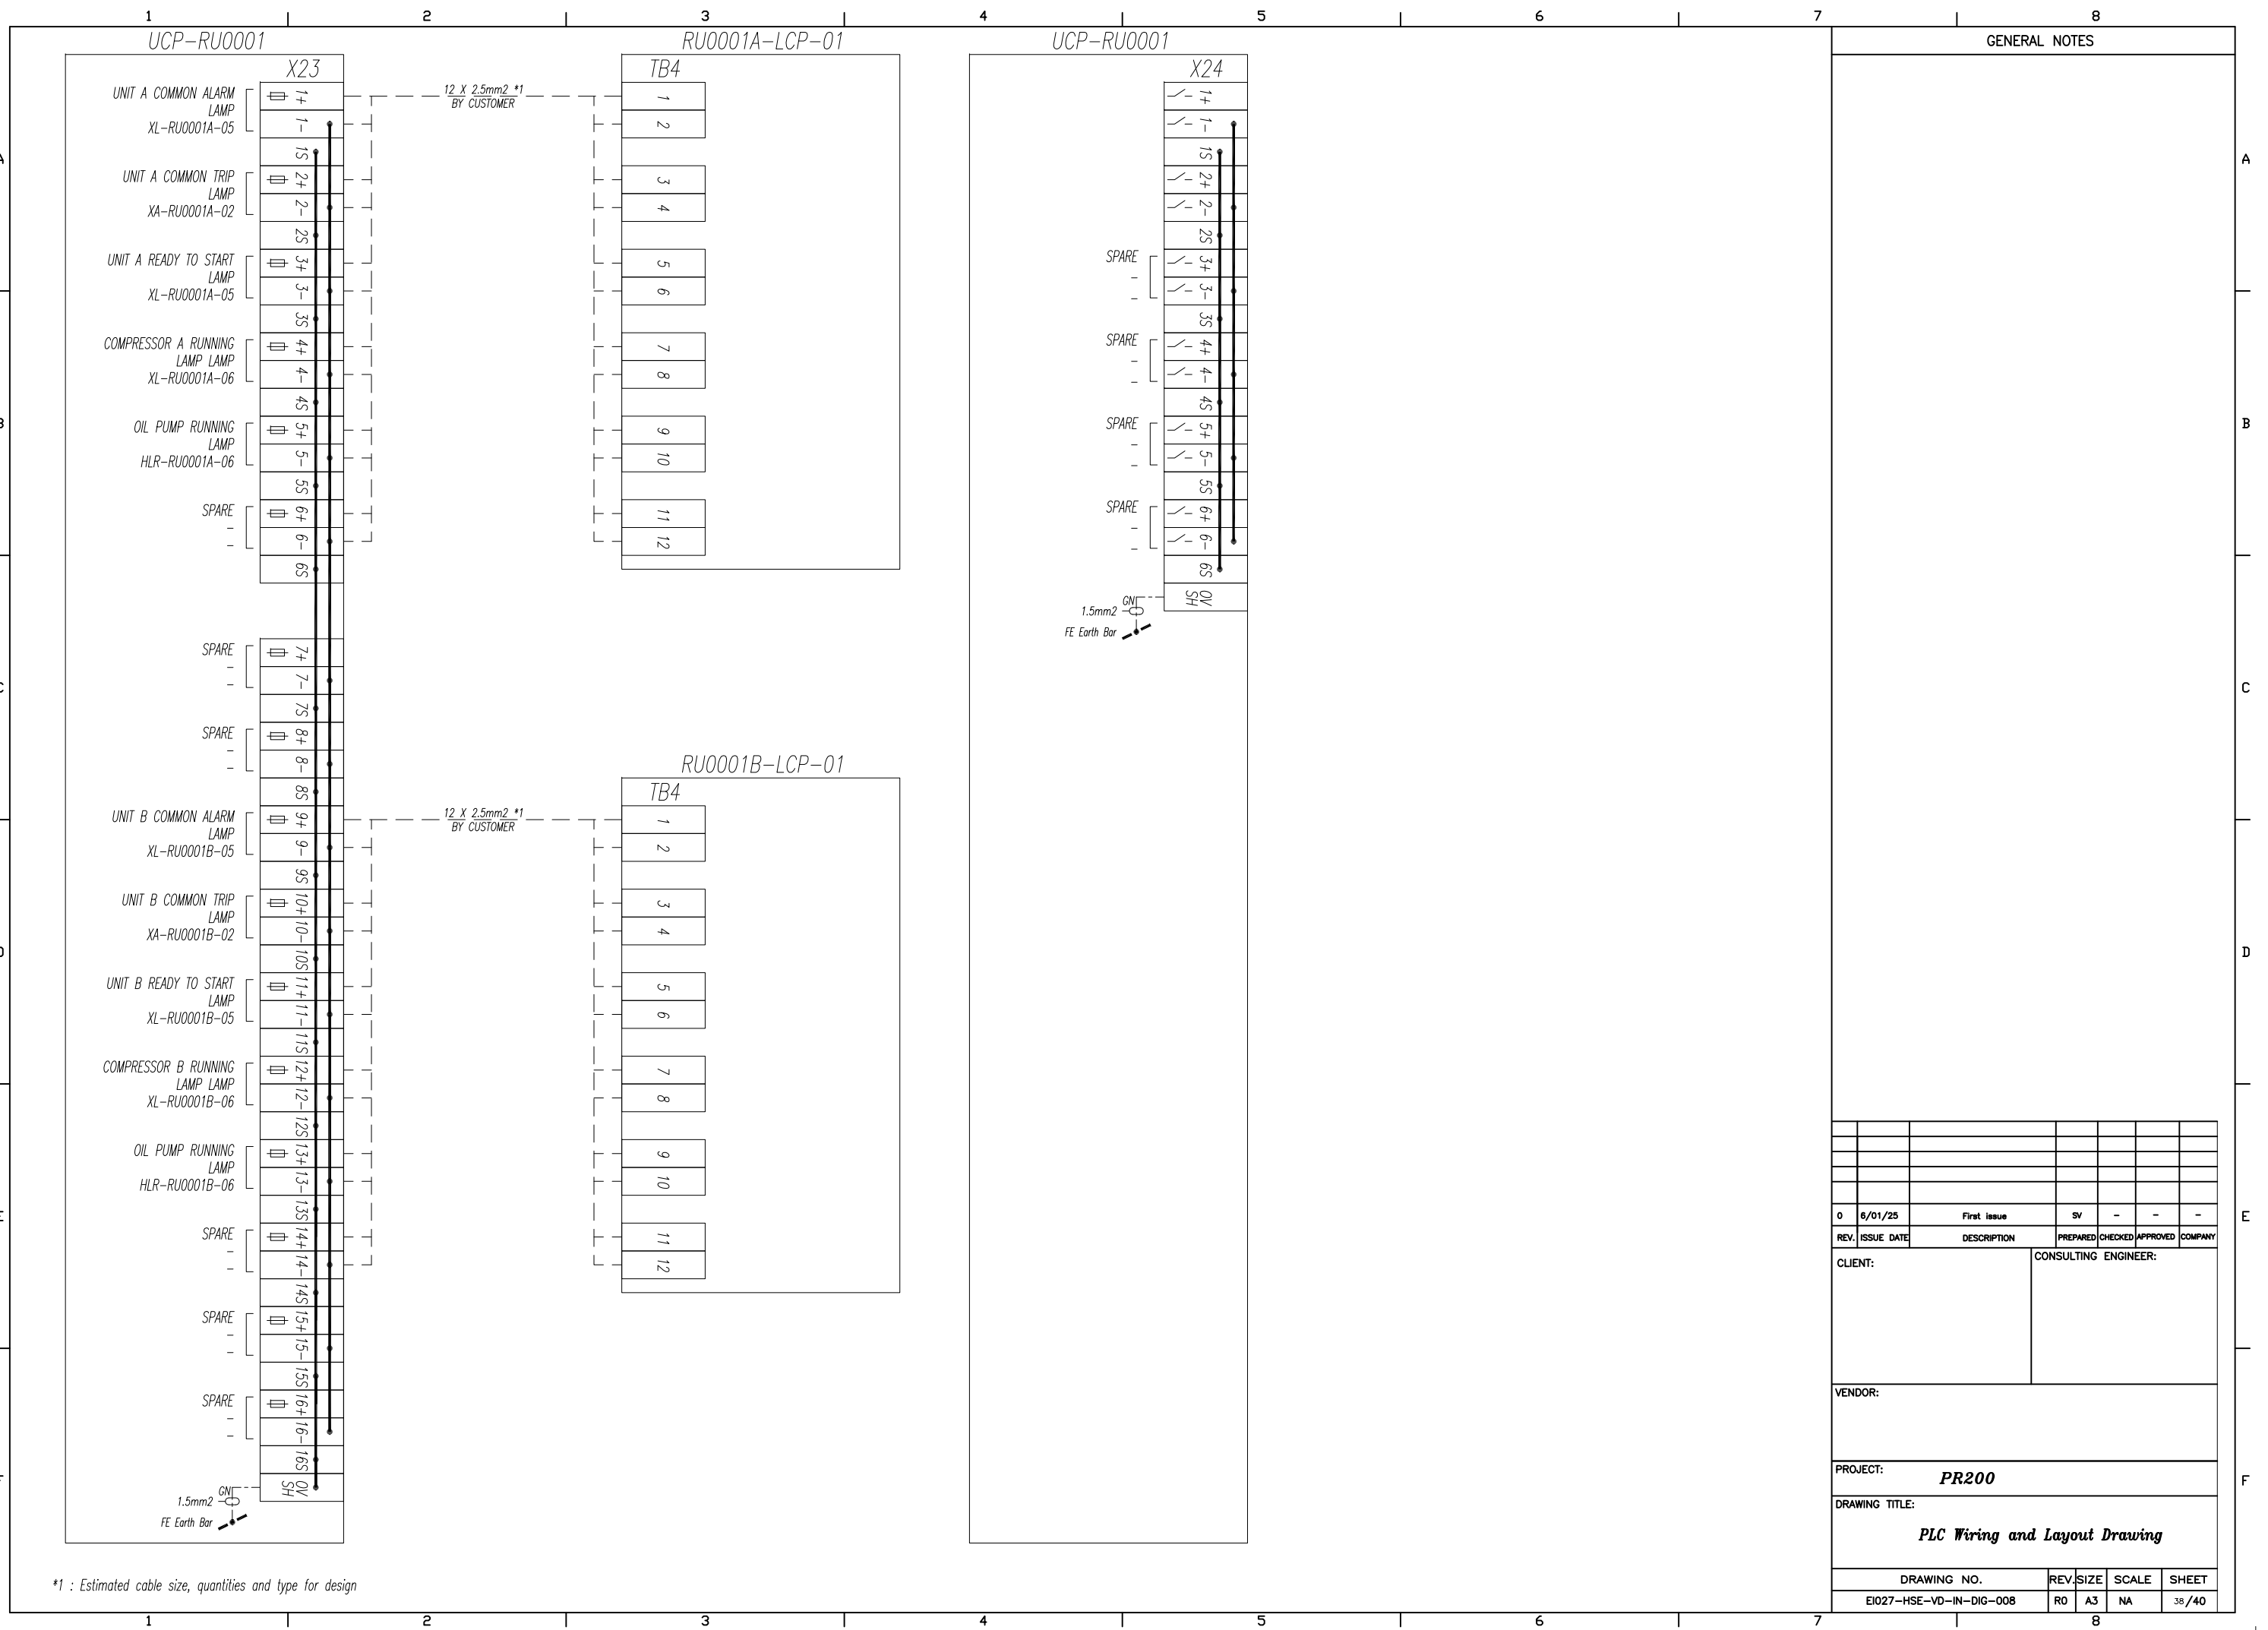 1 2 3 4 5 6 7 8
UCP-RU0001
X23
UNIT A COMMON ALARM
LAMP
XL-RU0001A-05
1+
1-
1S
UNIT A COMMON TRIP
LAMP
XA-RU0001A-02
2+
2-
2S
UNIT A READY TO START
LAMP
XL-RU0001A-05
3+
3-
3S
COMPRESSOR A RUNNING
LAMP LAMP
XL-RU0001A-06
4+
4-
4S
OIL PUMP RUNNING
LAMP
HLR-RU0001A-06
5+
5-
5S
SPARE
-
-
6+
6-
6S
SPARE
-
-
7+
7-
7S
SPARE
-
-
8+
8-
8S
UNIT B COMMON ALARM
LAMP
XL-RU0001B-05
9+
9-
9S
UNIT B COMMON TRIP
LAMP
XA-RU0001B-02
10+
10-
10S
UNIT B READY TO START
LAMP
XL-RU0001B-05
11+
11-
11S
COMPRESSOR B RUNNING
LAMP LAMP
XL-RU0001B-06
12+
12-
12S
OIL PUMP RUNNING
LAMP
HLR-RU0001B-06
13+
13-
13S
SPARE
-
-
14+
14-
14S
SPARE
-
-
15+
15-
15S
SPARE
-
-
16+
16-
16S
0V
SH
GN
1.5mm2
FE Earth Bar
12 X 2.5mm2 *1
BY CUSTOMER
RU0001A-LCP-01
TB4
1
2
3
4
5
6
7
8
9
10
11
12
12 X 2.5mm2 *1
BY CUSTOMER
RU0001B-LCP-01
TB4
1
2
3
4
5
6
7
8
9
10
11
12
UCP-RU0001
X24
1+
1-
1S
2+
2-
2S
SPARE
-
-
3+
3-
3S
SPARE
-
-
4+
4-
4S
SPARE
-
-
5+
5-
5S
SPARE
-
-
6+
6-
6S
0V
SH
GN
1.5mm2
FE Earth Bar
*1 : Estimated cable size, quantities and type for design
GENERAL NOTES
A
B
C
D
E
F
0 6/01/25 First issue SV - - -
REV. ISSUE DATE DESCRIPTION PREPARED CHECKED APPROVED COMPANY
CLIENT:
CONSULTING ENGINEER:
VENDOR:
PROJECT:
PR200
DRAWING TITLE:
PLC Wiring and Layout Drawing
DRAWING NO. REV. SIZE SCALE SHEET
EI027-HSE-VD-IN-DIG-008 R0 A3 NA 38/40
1 2 3 4 5 6 7 8